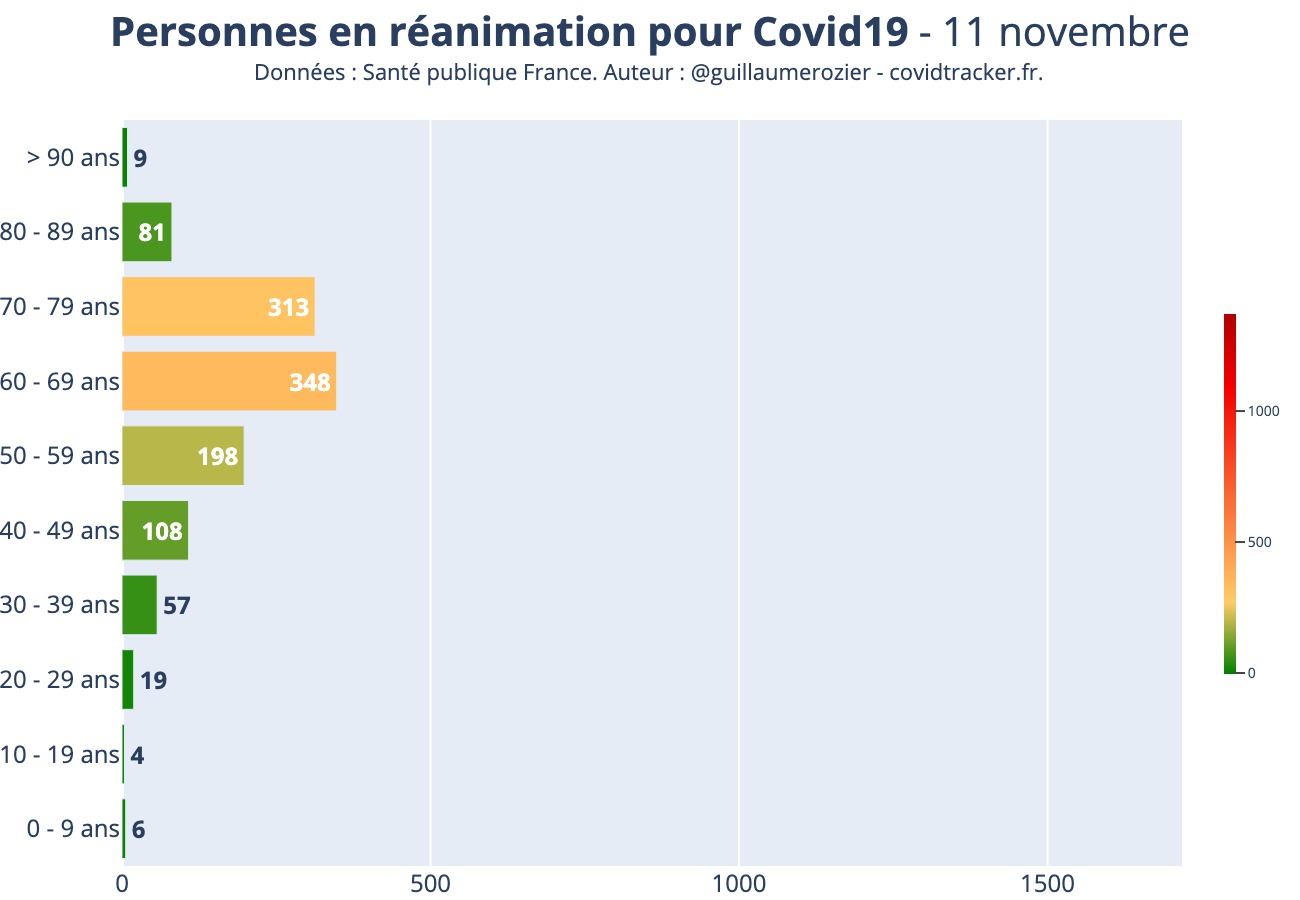 Personnes en réanimation pour Covid19 - 11 novembre
Données : Santé publique France. Auteur : @guillaumerozier - covidtracker.fr.
> 90 ans 9
80 - 89 ans 81
70 - 79 ans 313
60 - 69 ans 348
50 - 59 ans 198
40 - 49 ans 108
30 - 39 ans 57
20 - 29 ans 19
10 - 19 ans 4
0 - 9 ans 6
0 500 1000 1500
1000
500
0